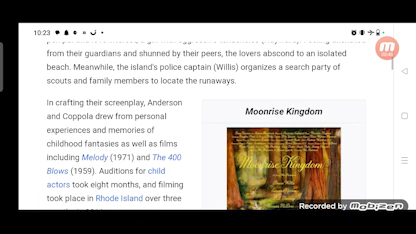 10:23
from their guardians and shunned by their peers, the lovers abscond to an isolated
beach. Meanwhile, the island's police captain (Willis) organizes a search party of
scouts and family members to locate the runaways.
In crafting their screenplay, Anderson
and Coppola drew from personal
experiences and memories of
childhood fantasies as well as films
including Melody (1971) and The 400
Blows (1959). Auditions for child
actors took eight months, and filming
took place in Rhode Island over three
Moonrise Kingdom
Moonrise Kingdom
Recorded by MOBIZEN